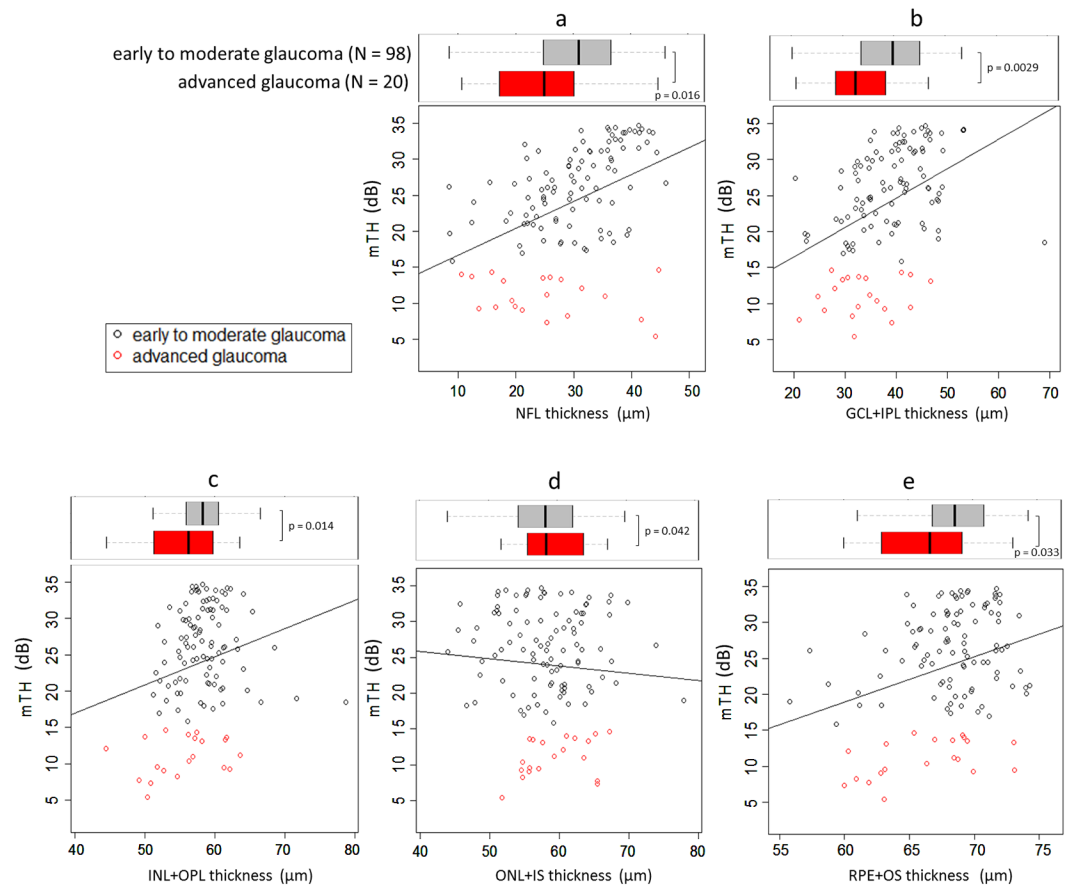 a
b
early to moderate glaucoma (N = 98)
advanced glaucoma (N = 20)
p = 0.016
p = 0.0029
mTH (dB)
5 10 15 20 25 30 35
10 20 30 40 50
NFL thickness (μm)
mTH (dB)
5 10 15 20 25 30 35
20 30 40 50 60 70
GCL+IPL thickness (μm)
early to moderate glaucoma
advanced glaucoma
c
d
e
p = 0.014
p = 0.042
p = 0.033
mTH (dB)
5 10 15 20 25 30 35
40 50 60 70 80
INL+OPL thickness (μm)
mTH (dB)
5 10 15 20 25 30 35
40 50 60 70 80
ONL+IS thickness (μm)
mTH (dB)
5 10 15 20 25 30 35
55 60 65 70 75
RPE+OS thickness (μm)